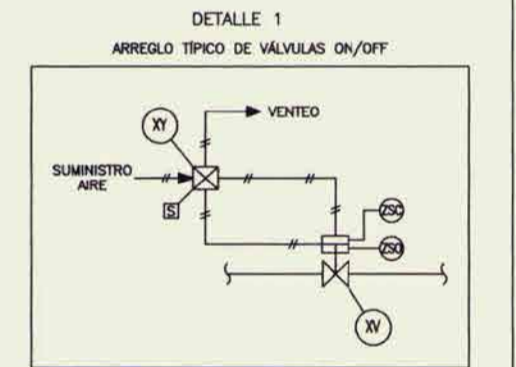 DETALLE 1
ARREGLO TÍPICO DE VÁLVULAS ON/OFF
XY
VENTEO
SUMINISTRO
AIRE
S
ZSC
ZSO
XV